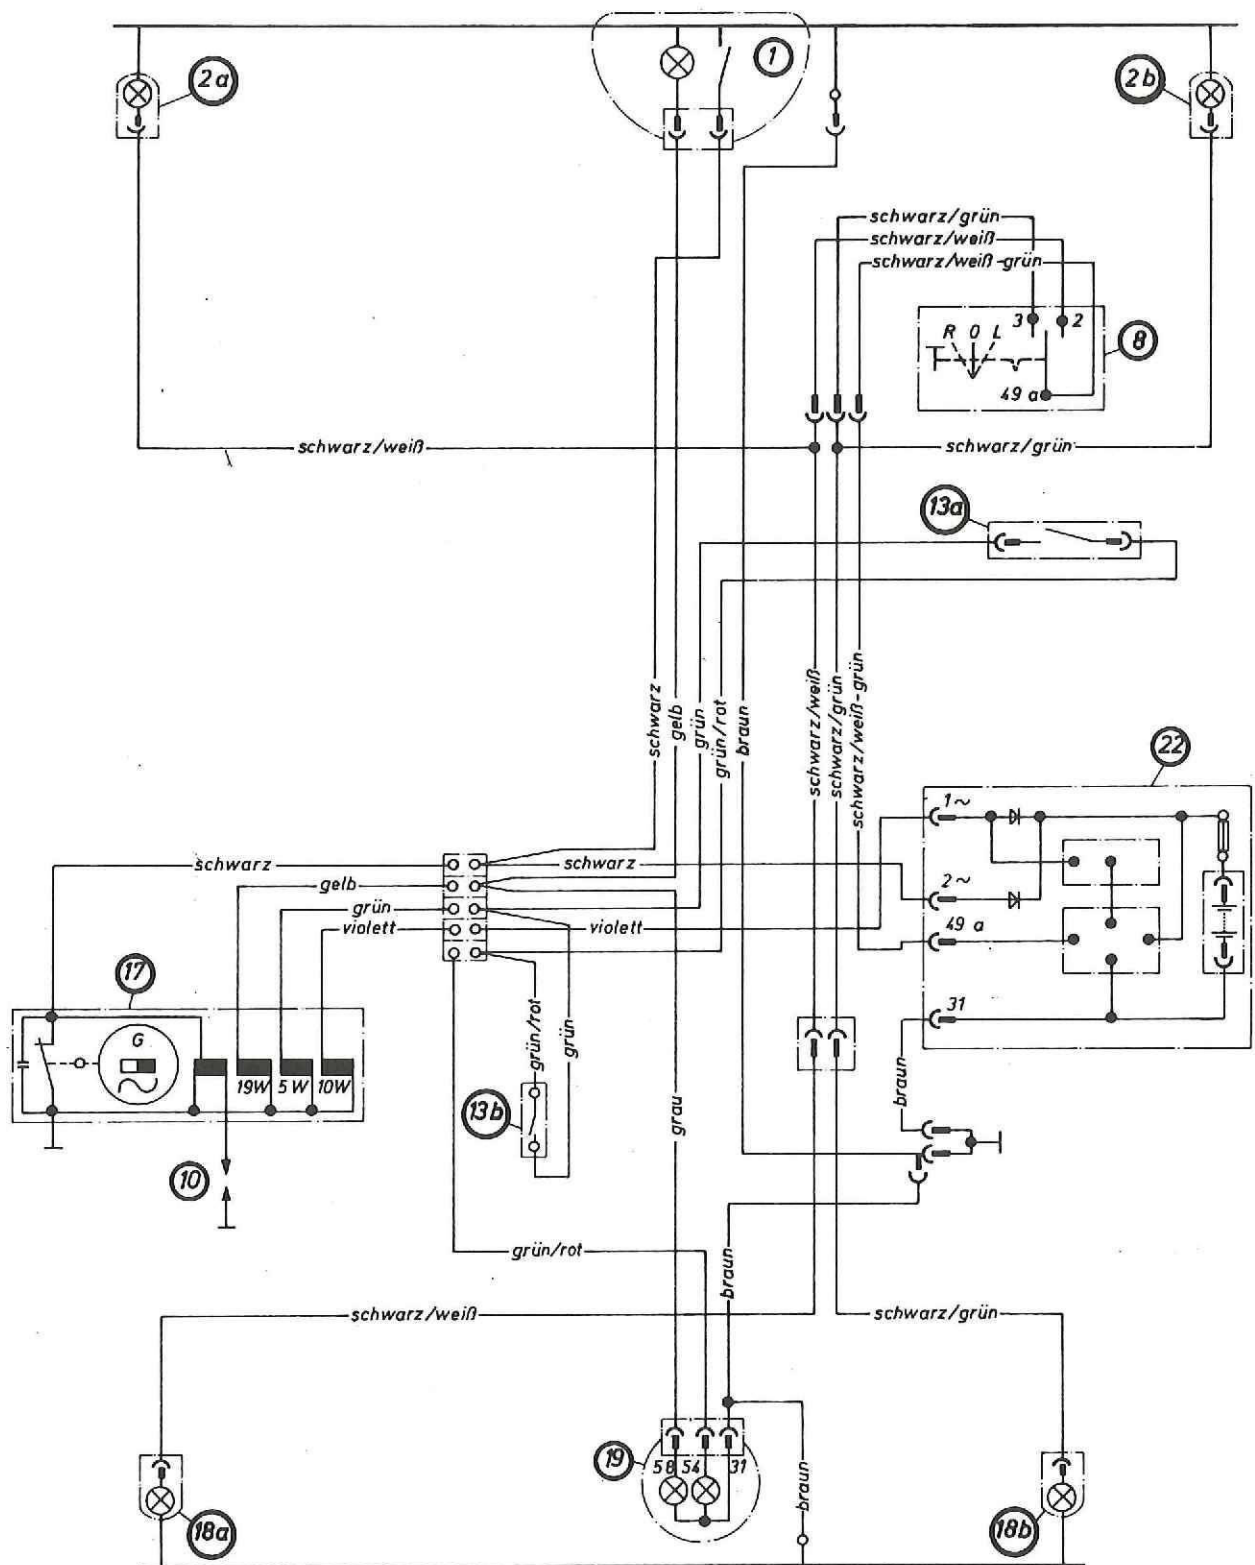 2a
1
2b
schwarz/grün
schwarz/weiß
schwarz/weiß-grün
3
2
R O L
8
49 a
schwarz/weiß
schwarz/grün
13a
schwarz
gelb
grün
grün/rot
braun
schwarz/weiß
schwarz/grün
schwarz/weiß-grün
22
1~
schwarz
schwarz
gelb
2~
grün
violett
violett
49 a
17
31
G
grün/rot
grün
19W
5 W
10W
13b
grau
braun
10
grün/rot
braun
schwarz/weiß
schwarz/grün
19
58
54
31
braun
18a
18b